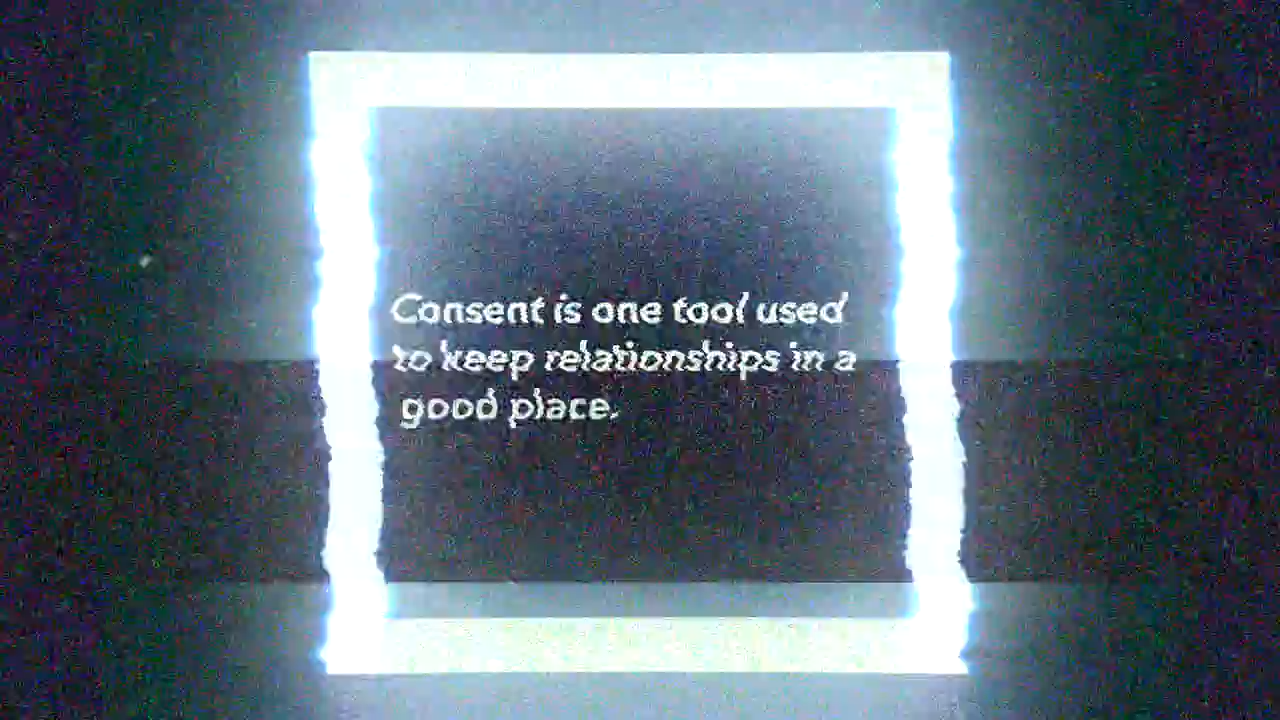 Consent is one tool used
to keep relationships in a
good place.